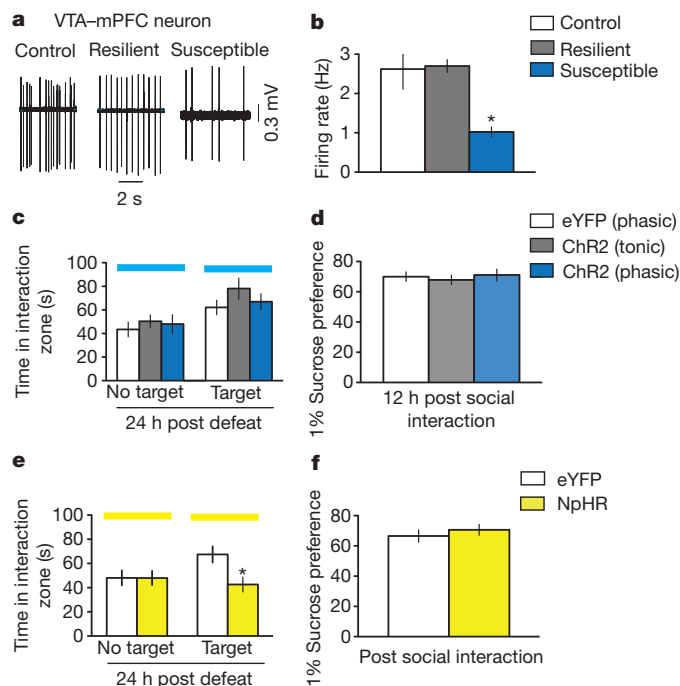 a VTA–mPFC neuron
Control Resilient Susceptible
0.3 mV
2 s
b
Control
Resilient
Susceptible
Firing rate (Hz)
3
2
1
0
*
c
Time in interaction
zone (s)
100
80
60
40
20
0
No target Target
24 h post defeat
d
eYFP (phasic)
ChR2 (tonic)
ChR2 (phasic)
1% Sucrose preference
80
60
40
20
0
12 h post social
interaction
e
Time in interaction
zone (s)
100
80
60
40
20
0
*
No target Target
24 h post defeat
f
eYFP
NpHR
1% Sucrose preference
80
60
40
20
0
Post social interaction